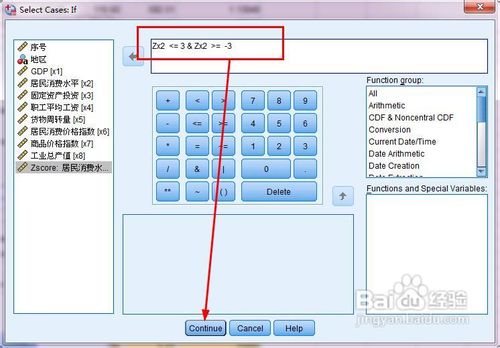 Select Cases: If
序号
地区
GDP [x1]
居民消费水平 [x2]
固定资产投资 [x3]
职工平均工资 [x4]
货物周转量 [x5]
居民消费价格指数 [x6]
商品价格指数 [x7]
工业总产值 [x8]
Zscore: 居民消费水...
Zx2 <= 3 & Zx2 >= -3
+ < > 7 8 9
- <= >= 4 5 6
* = ~= 1 2 3
/ & | 0 .
** ~ ( ) Delete
Function group:
All
Arithmetic
CDF & Noncentral CDF
Conversion
Current Date/Time
Date Arithmetic
Date Creation
Date Extraction
Functions and Special Variables:
Continue Cancel Help
Baidu 经验
jingyan.baidu.com